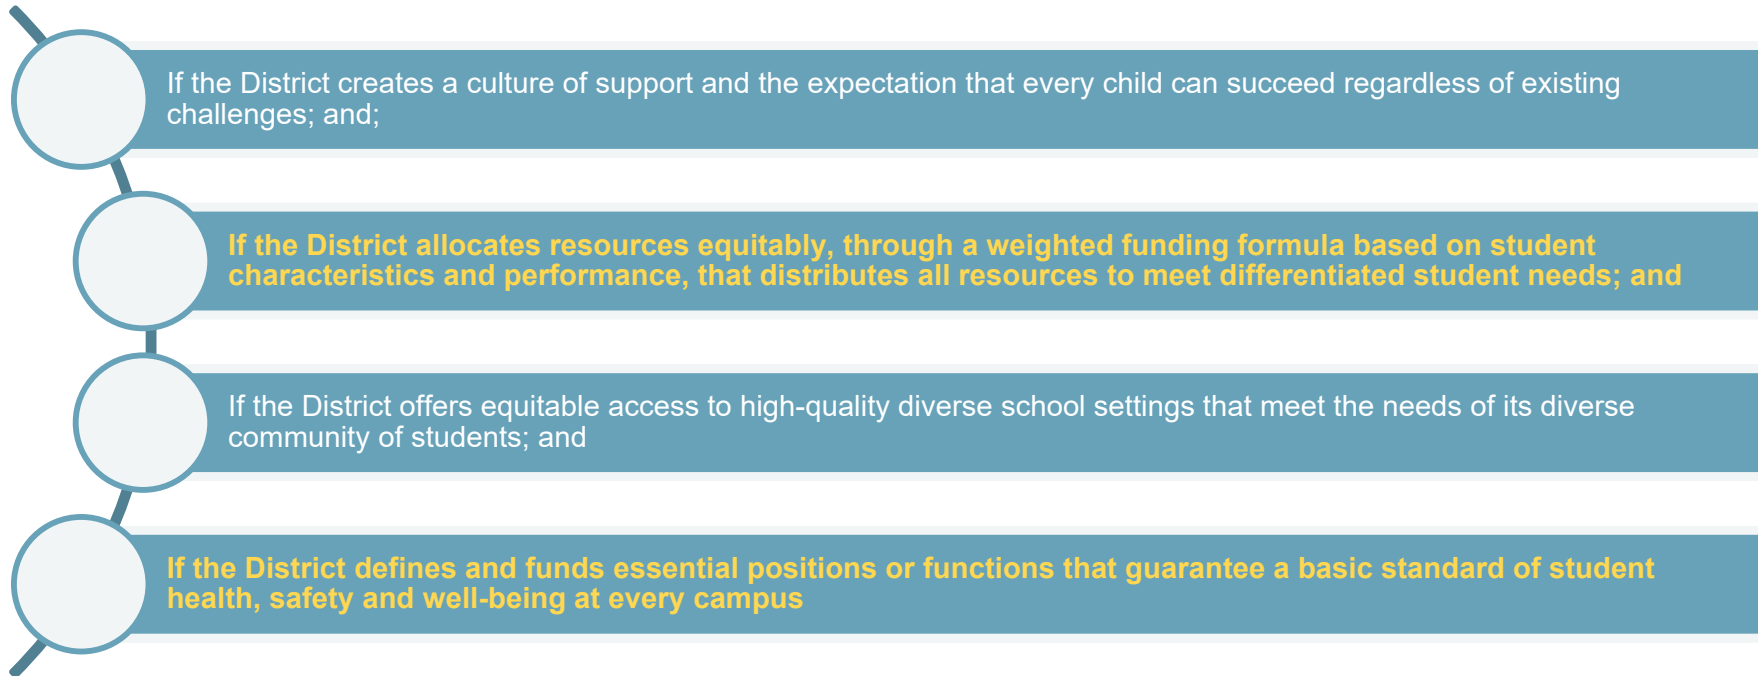 If the District creates a culture of support and the expectation that every child can succeed regardless of existing
challenges; and;
If the District allocates resources equitably, through a weighted funding formula based on student
characteristics and performance, that distributes all resources to meet differentiated student needs; and
If the District offers equitable access to high-quality diverse school settings that meet the needs of its diverse
community of students; and
If the District defines and funds essential positions or functions that guarantee a basic standard of student
health, safety and well-being at every campus